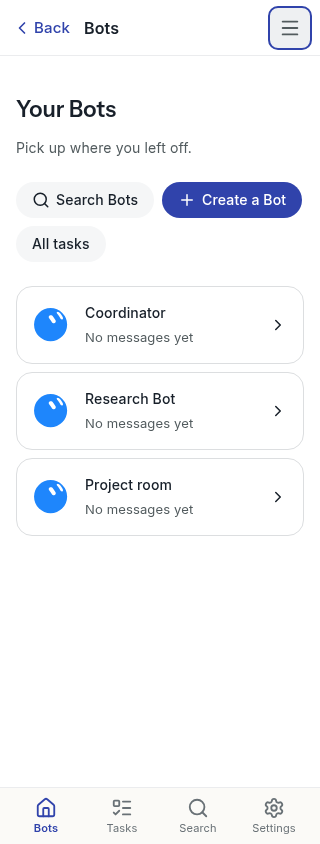 Back Bots
Your Bots
Pick up where you left off.
Search Bots Create a Bot
All tasks
Coordinator
No messages yet
Research Bot
No messages yet
Project room
No messages yet
Bots Tasks Search Settings